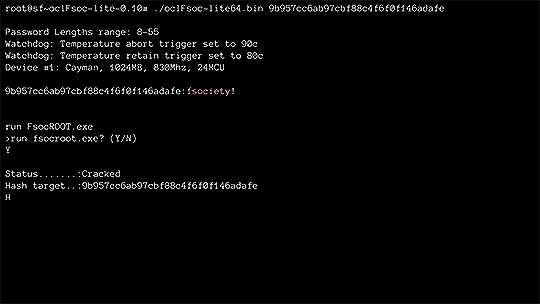 root@sf~oclFsoc-lite-0.10# ./oclFsoc-lite64.bin 9b957cc6ab97cbf88c4f6f0f146adafe
Password Lengths range: 8-55
Watchdog: Temperature abort trigger set to 90c
Watchdog: Temperature retain trigger set to 80c
Device #1: Cayman, 1024MB, 830Mhz, 24MCU
9b957cc6ab97cbf88c4f6f0f146adafe:fsociety!
run FsocROOT.exe
>run fsocroot.exe? (Y/N)
Y
Status.......:Cracked
Hash target..:9b957cc6ab97cbf88c4f6f0f146adafe
H